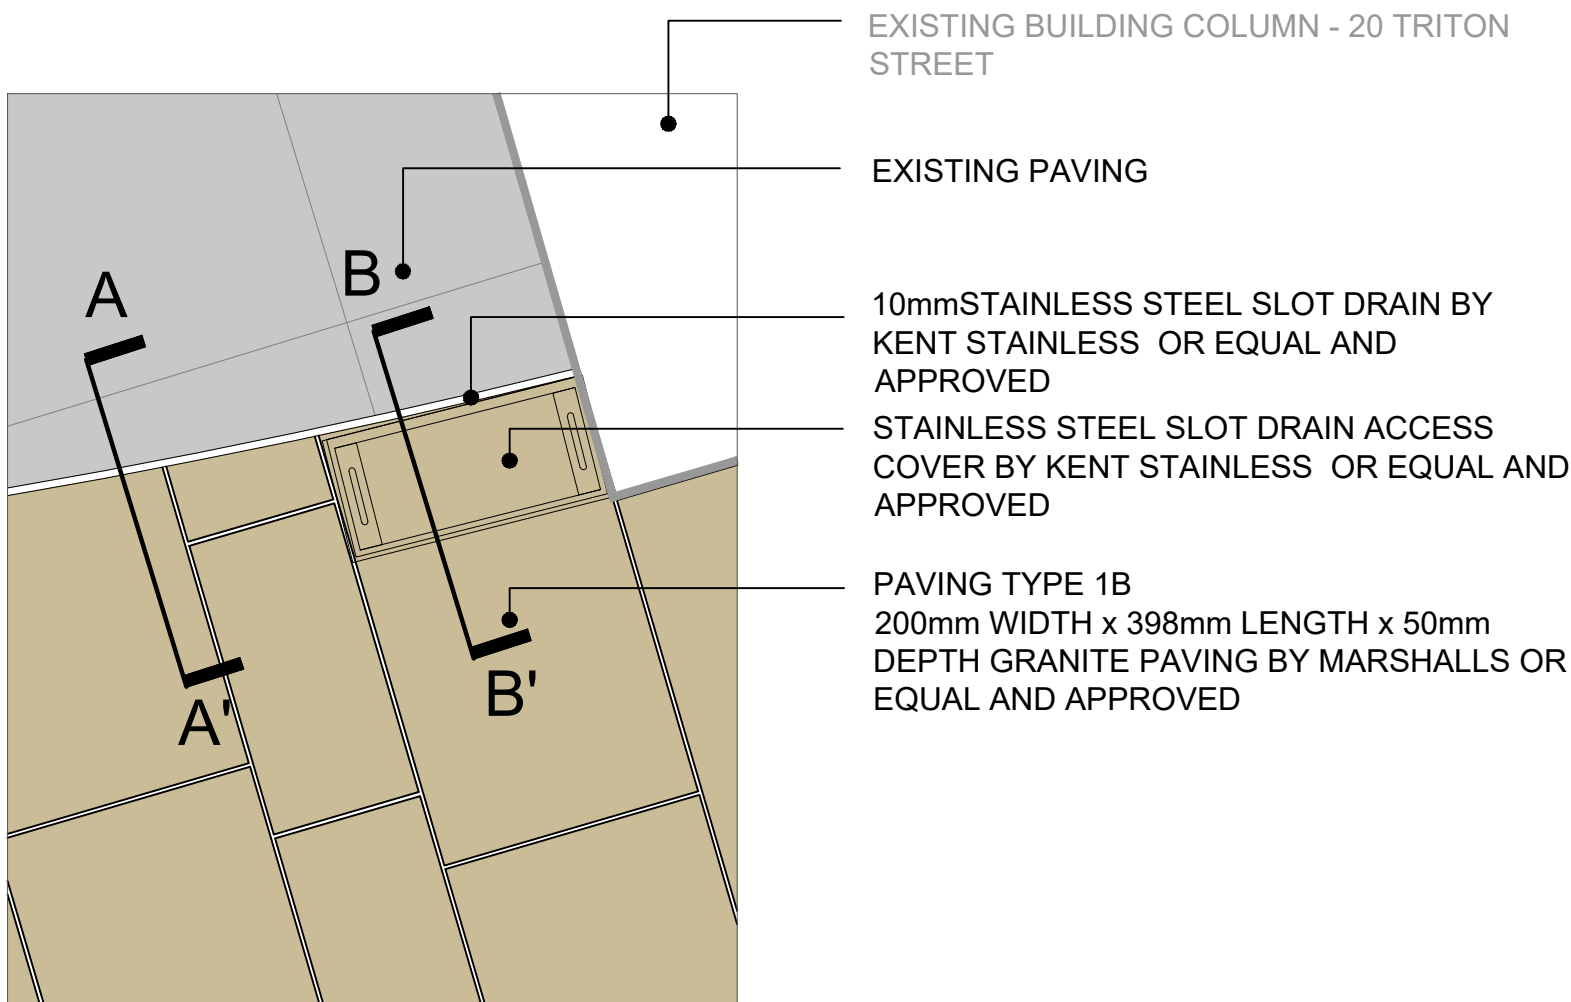 EXISTING BUILDING COLUMN - 20 TRITON
STREET
EXISTING PAVING
A
B
10mmSTAINLESS STEEL SLOT DRAIN BY
KENT STAINLESS  OR EQUAL AND
APPROVED
STAINLESS STEEL SLOT DRAIN ACCESS
COVER BY KENT STAINLESS  OR EQUAL AND
APPROVED
PAVING TYPE 1B
200mm WIDTH x 398mm LENGTH x 50mm
DEPTH GRANITE PAVING BY MARSHALLS OR
EQUAL AND APPROVED
A'
B'